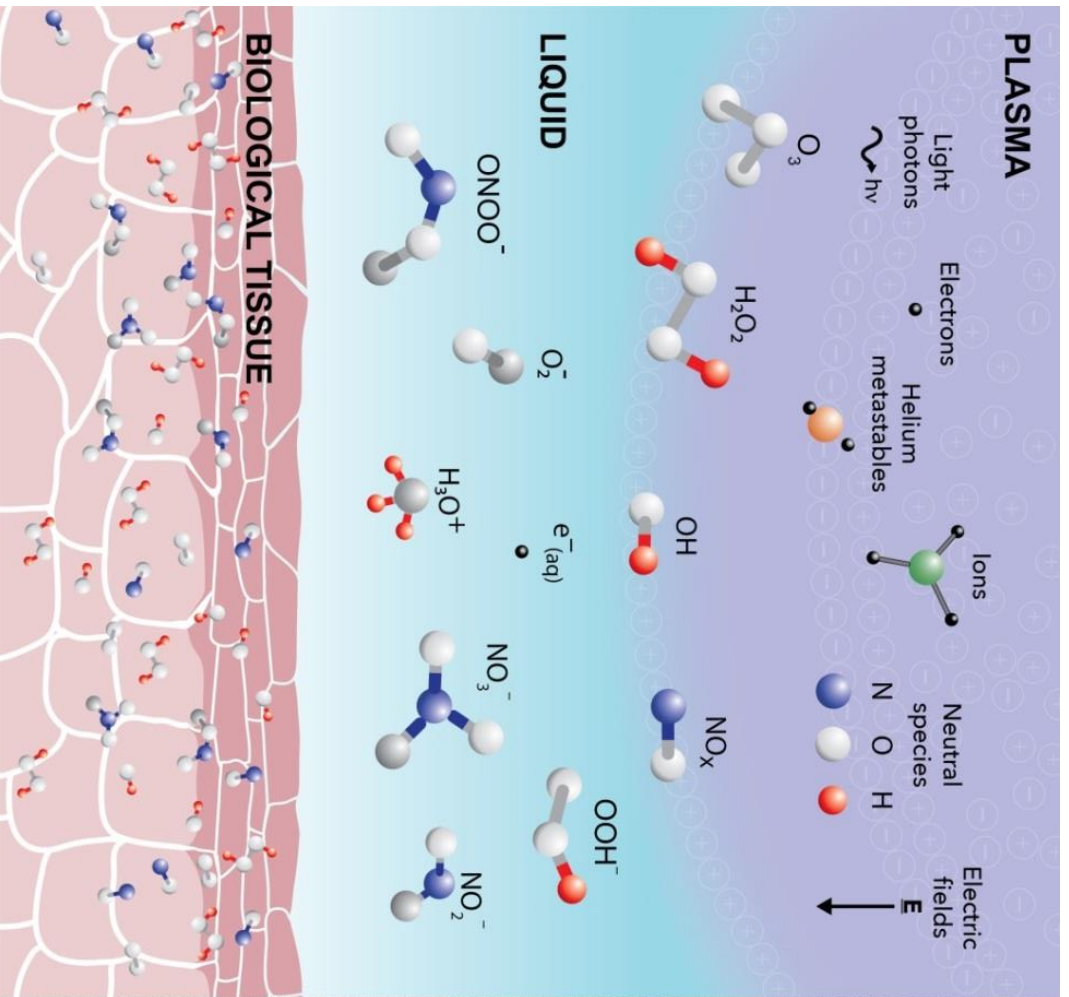 PLASMA
Light
photons
hν
Electrons
Helium
metastables
Ions
Neutral
species
N O H
Electric
fields
E
O₃
H₂O₂
OH
NOₓ
LIQUID
ONOO⁻
O₂⁻
H₃O⁺
e⁻(aq)
NO₃⁻
OOH⁻
NO₂⁻
BIOLOGICAL TISSUE